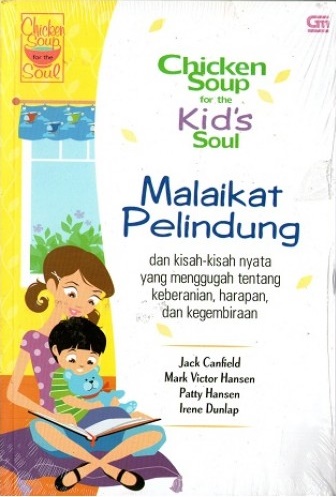 Chicken
Soup
for the
Soul
GM
Chicken
Soup
for the
Kid's
Soul
Malaikat
Pelindung
dan kisah-kisah nyata
yang menggugah tentang
keberanian, harapan,
dan kegembiraan
Jack Canfield
Mark Victor Hansen
Patty Hansen
Irene Dunlap